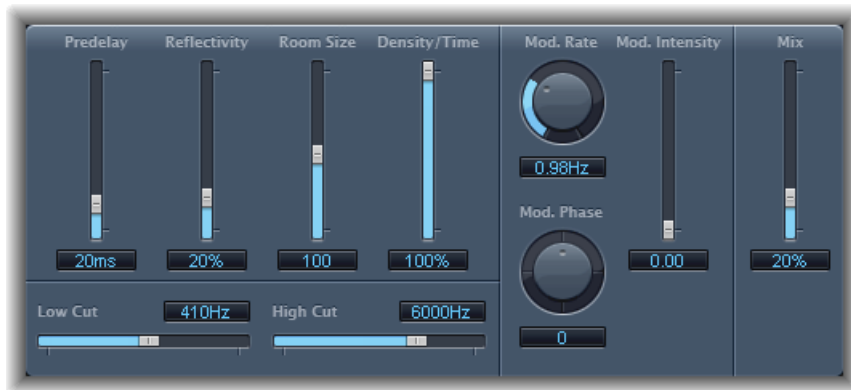 Predelay Reflectivity Room Size Density/Time Mod. Rate Mod. Intensity Mix
0.98Hz
Mod. Phase
20ms 20% 100 100% 0.00 20%
Low Cut 410Hz High Cut 6000Hz
0